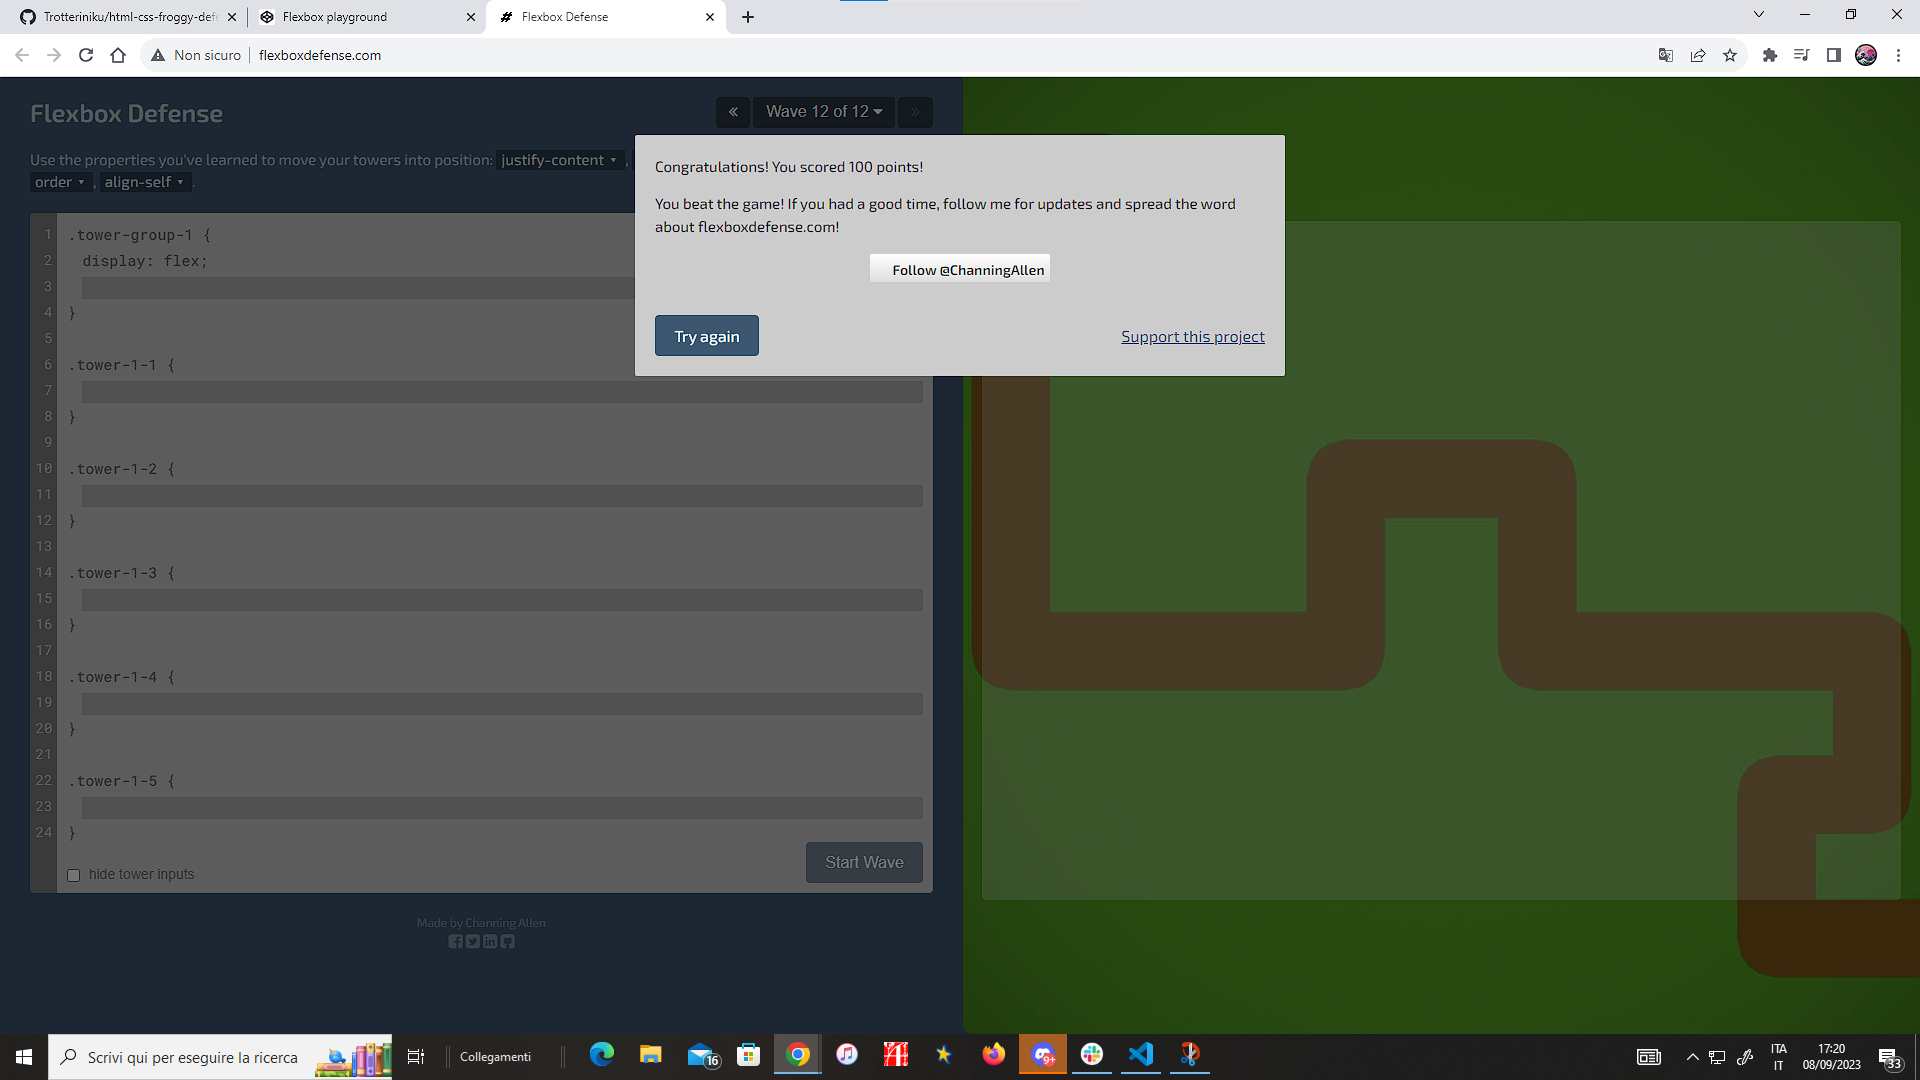 Trotteriniku/html-css-froggy-defe
Flexbox playground
Flexbox Defense
Non sicuro
flexboxdefense.com
Flexbox Defense
« Wave 12 of 12 »
Use the properties you've learned to move your towers into position: justify-content ,
order , align-self .
Congratulations! You scored 100 points!
You beat the game! If you had a good time, follow me for updates and spread the word
about flexboxdefense.com!
Follow @ChanningAllen
Try again
Support this project
1 .tower-group-1 {
2 display: flex;
3
4 }
5
6 .tower-1-1 {
7
8 }
9
10 .tower-1-2 {
11
12 }
13
14 .tower-1-3 {
15
16 }
17
18 .tower-1-4 {
19
20 }
21
22 .tower-1-5 {
23
24 }
hide tower inputs
Start Wave
Made by Channing Allen
Scrivi qui per eseguire la ricerca
Collegamenti
16
9+
ITA
IT
17:20
08/09/2023
33